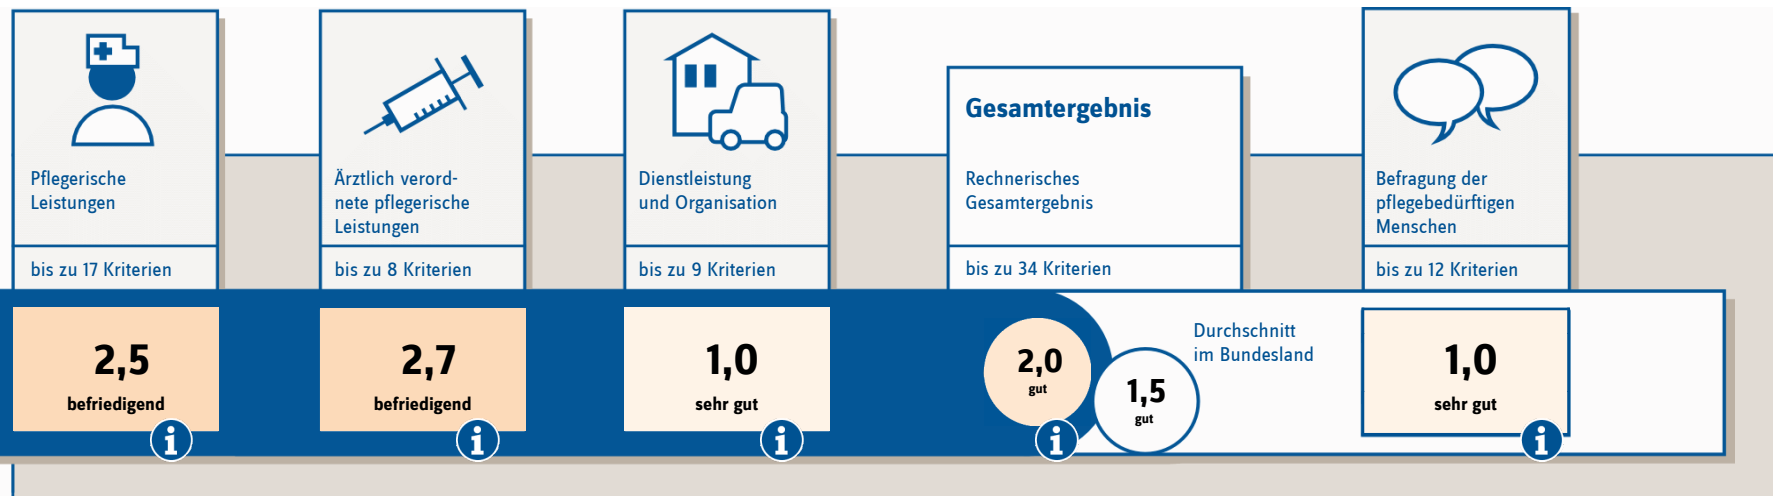 Pflegerische
Leistungen
bis zu 17 Kriterien
2,5
befriedigend
i
Ärztlich verord-
nete pflegerische
Leistungen
bis zu 8 Kriterien
2,7
befriedigend
i
Dienstleistung
und Organisation
bis zu 9 Kriterien
1,0
sehr gut
i
Gesamtergebnis
Rechnerisches
Gesamtergebnis
bis zu 34 Kriterien
2,0
gut
i
1,5
gut
Durchschnitt
im Bundesland
Befragung der
pflegebedürftigen
Menschen
bis zu 12 Kriterien
1,0
sehr gut
i